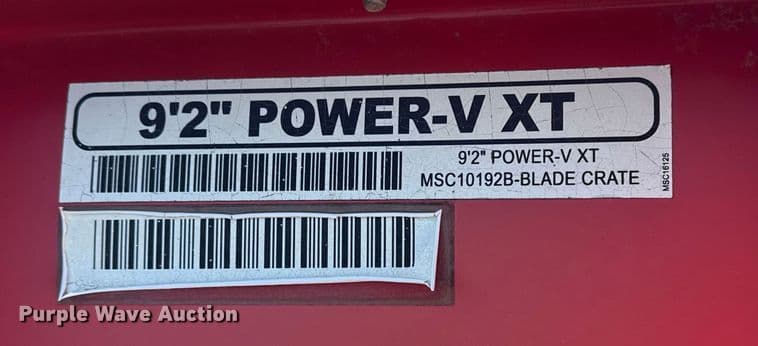 9'2" POWER-V XT
9'2" POWER-V XT
MSC10192B-BLADE CRATE
MSC16125
Purple Wave Auction